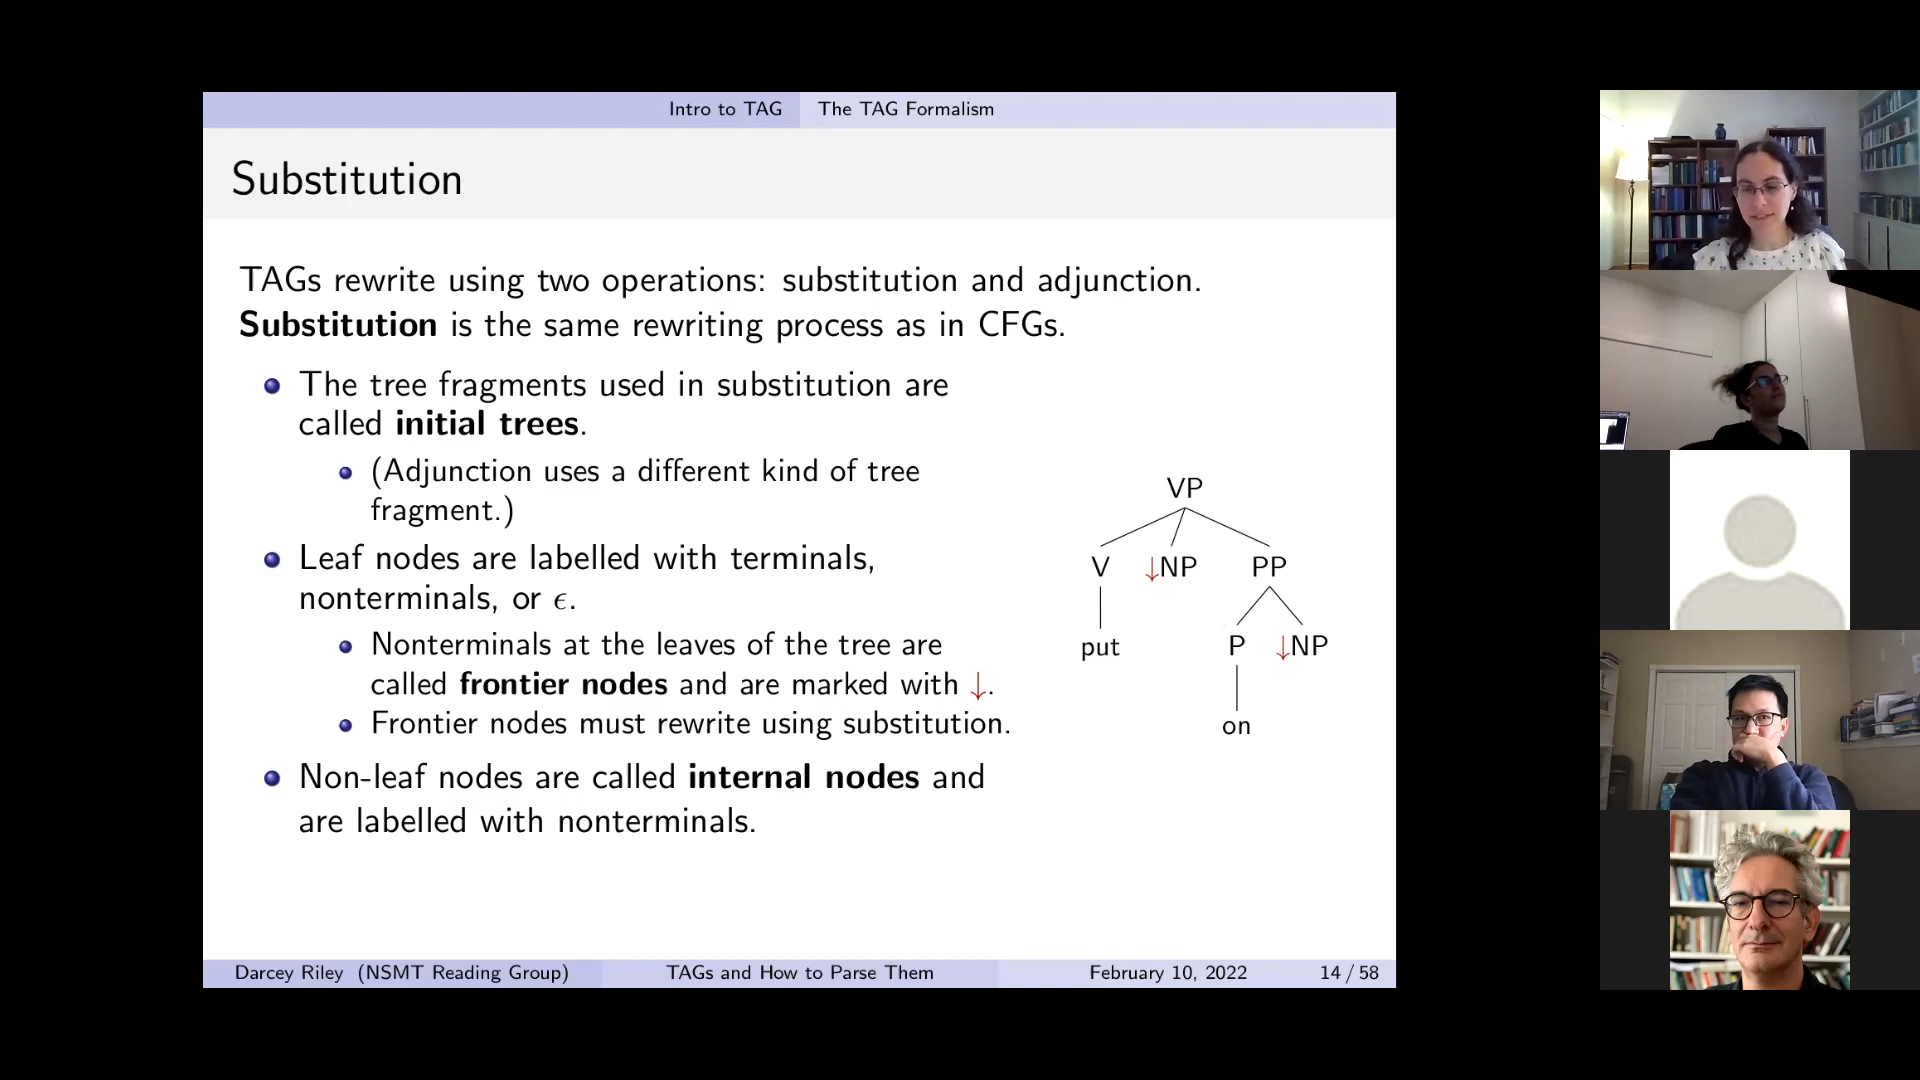 Intro to TAG The TAG Formalism
Substitution
TAGs rewrite using two operations: substitution and adjunction.
Substitution is the same rewriting process as in CFGs.
The tree fragments used in substitution are
called initial trees.
(Adjunction uses a different kind of tree
fragment.)
Leaf nodes are labelled with terminals,
nonterminals, or ϵ.
Nonterminals at the leaves of the tree are
called frontier nodes and are marked with ↓.
Frontier nodes must rewrite using substitution.
Non-leaf nodes are called internal nodes and
are labelled with nonterminals.
VP
V ↓NP PP
put P ↓NP
on
Darcey Riley (NSMT Reading Group) TAGs and How to Parse Them February 10, 2022 14 / 58